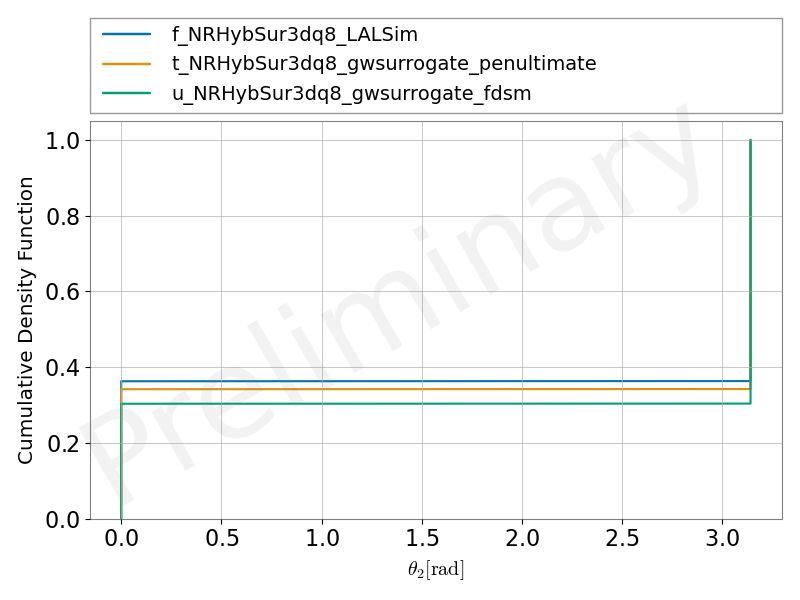 f_NRHybSur3dq8_LALSim
t_NRHybSur3dq8_gwsurrogate_penultimate
u_NRHybSur3dq8_gwsurrogate_fdsm
1.0
0.8
0.6
0.4
0.2
0.0
Cumulative Density Function
Preliminary
0.0 0.5 1.0 1.5 2.0 2.5 3.0
θ₂[rad]